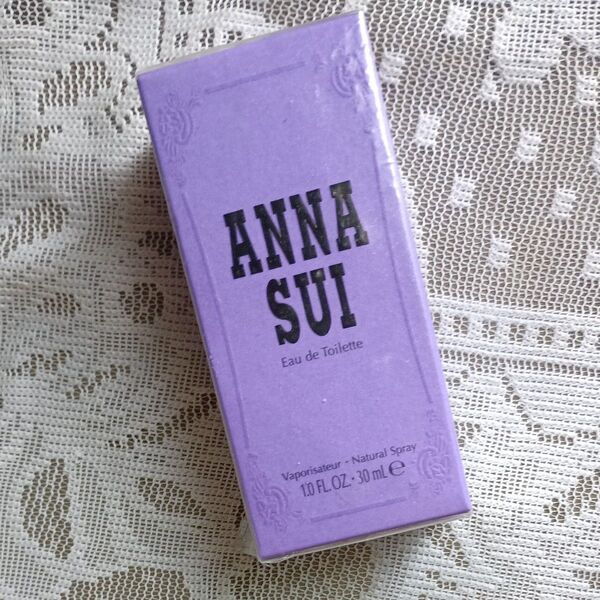 ANNA
SUI
Eau de Toilette
Vaporisateur - Natural Spray
1.0 FL. OZ. · 30 mL ℮